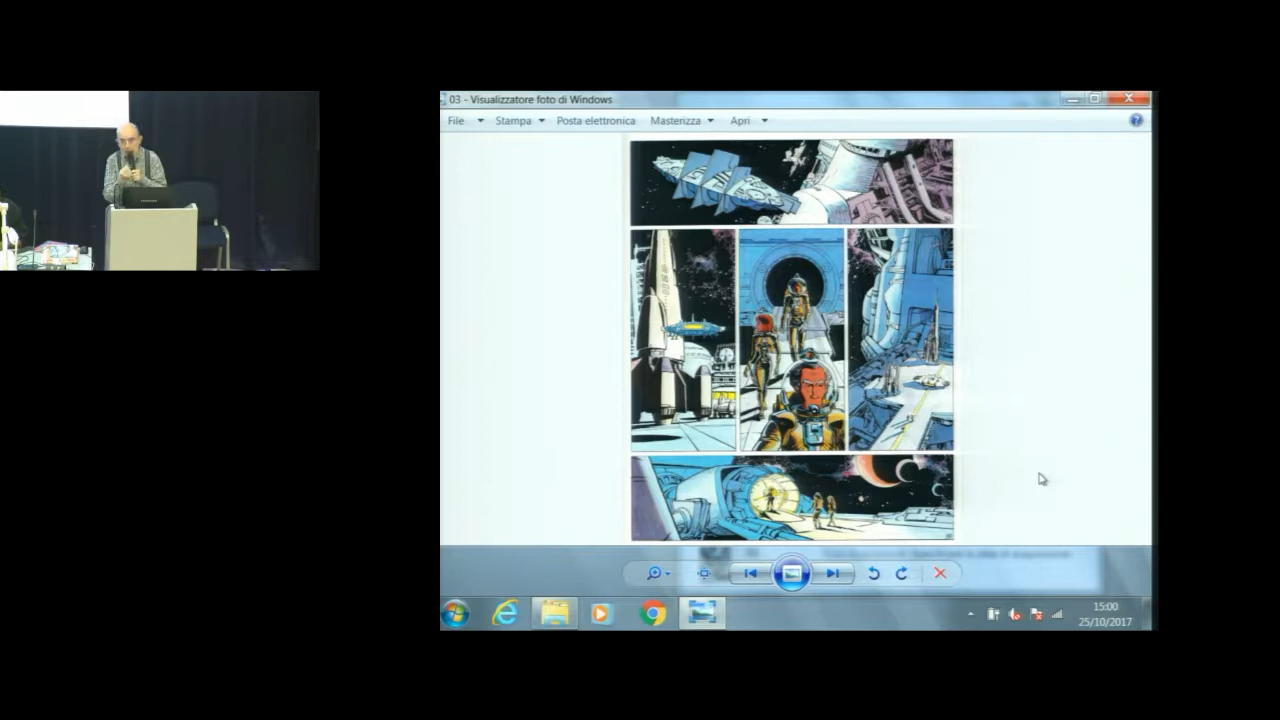 03 - Visualizzatore foto di Windows
File Stampa Posta elettronica Masterizza Apri
15:00
25/10/2017